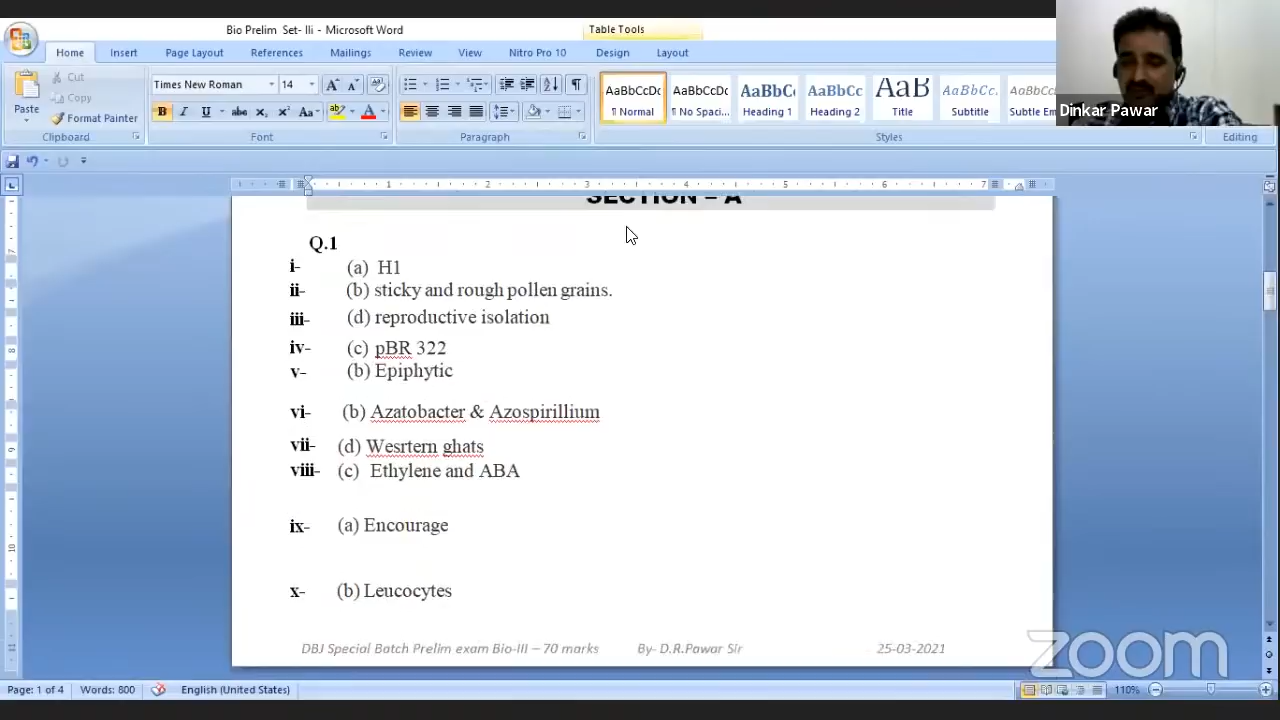 Bio Prelim Set- Iii - Microsoft Word
Table Tools
Home Insert Page Layout References Mailings Review View Nitro Pro 10 Design Layout
Paste
Cut
Copy
Format Painter
Clipboard
Times New Roman 14
Font
Paragraph
AaBbCcDc AaBbCcDc AaBbCc AaBbCc AaB AaBbCc.
¶ Normal ¶ No Spaci... Heading 1 Heading 2 Title Subtitle Subtle Em
Styles
Editing
Dinkar Pawar
SECTION – A
Q.1
i- (a) H1
ii- (b) sticky and rough pollen grains.
iii- (d) reproductive isolation
iv- (c) pBR 322
v- (b) Epiphytic
vi- (b) Azatobacter & Azospirillium
vii- (d) Wesrtern ghats
viii- (c) Ethylene and ABA
ix- (a) Encourage
x- (b) Leucocytes
DBJ Special Batch Prelim exam Bio-III – 70 marks By- D.R.Pawar Sir 25-03-2021
zoom
Page: 1 of 4 Words: 800 English (United States) 110%